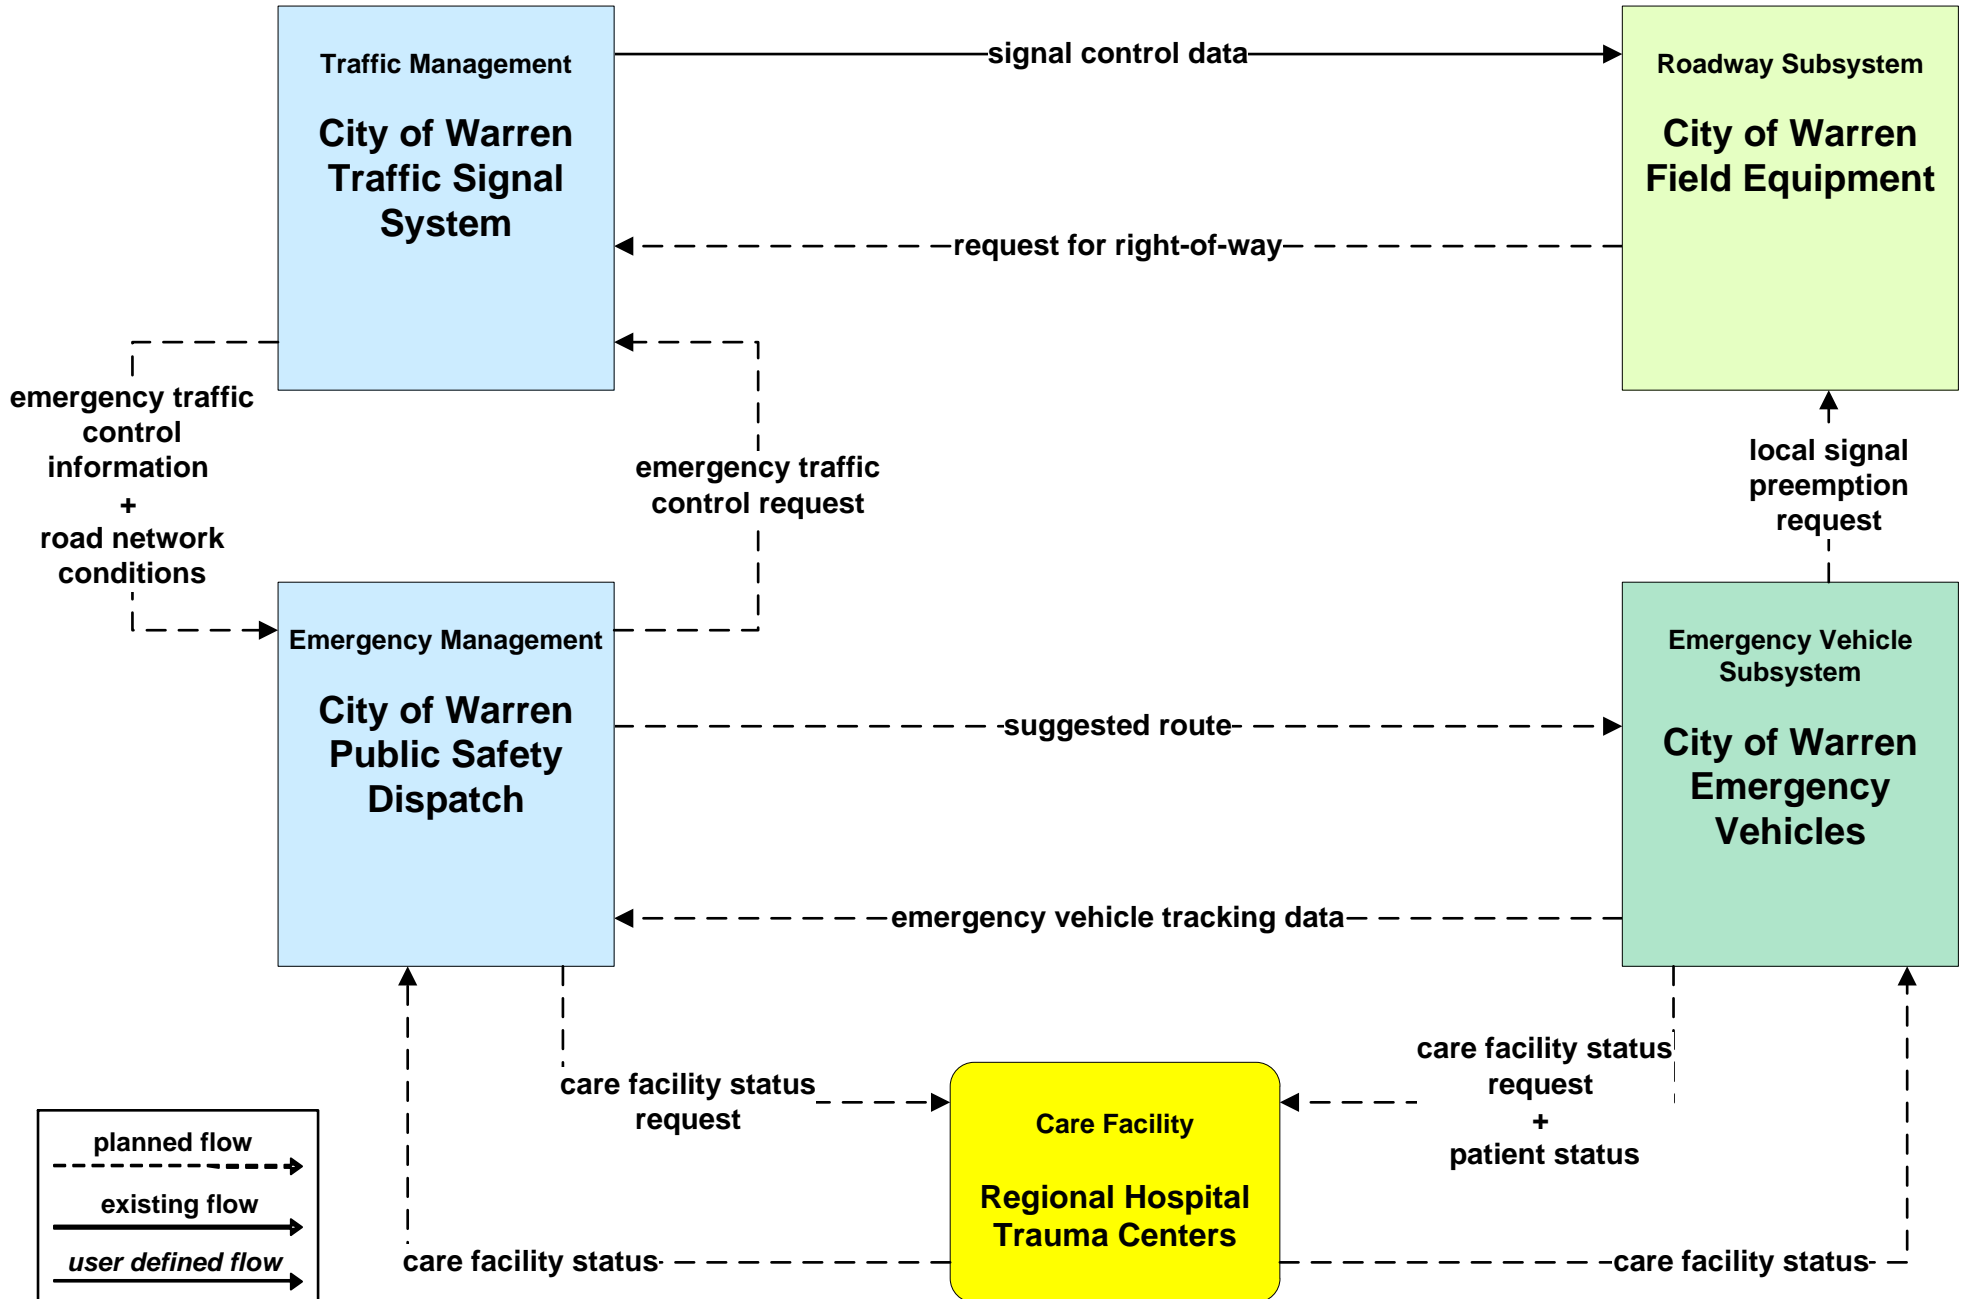 Traffic Management
City of Warren
Traffic Signal
System
signal control data
Roadway Subsystem
City of Warren
Field Equipment
request for right-of-way
emergency traffic
control
information
+
road network
conditions
emergency traffic
control request
local signal
preemption
request
Emergency Management
City of Warren
Public Safety
Dispatch
suggested route
Emergency Vehicle
Subsystem
City of Warren
Emergency
Vehicles
emergency vehicle tracking data
care facility status
request
care facility status
request
+
patient status
Care Facility
Regional Hospital
Trauma Centers
care facility status
care facility status
planned flow
existing flow
user defined flow